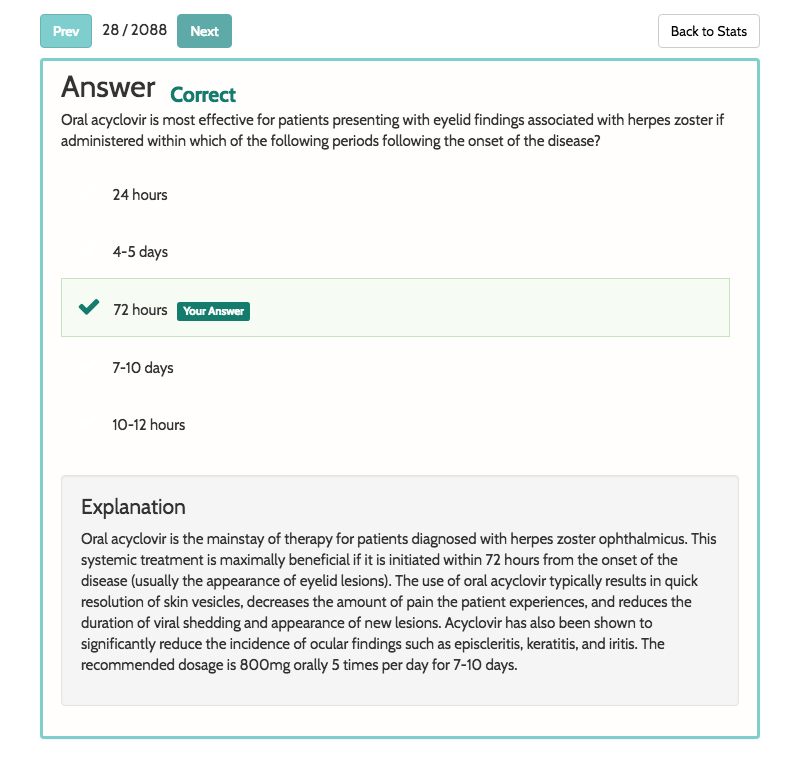 Prev 28 / 2088 Next Back to Stats
Answer Correct
Oral acyclovir is most effective for patients presenting with eyelid findings associated with herpes zoster if
administered within which of the following periods following the onset of the disease?
24 hours
4-5 days
72 hours Your Answer
7-10 days
10-12 hours
Explanation
Oral acyclovir is the mainstay of therapy for patients diagnosed with herpes zoster ophthalmicus. This
systemic treatment is maximally beneficial if it is initiated within 72 hours from the onset of the
disease (usually the appearance of eyelid lesions). The use of oral acyclovir typically results in quick
resolution of skin vesicles, decreases the amount of pain the patient experiences, and reduces the
duration of viral shedding and appearance of new lesions. Acyclovir has also been shown to
significantly reduce the incidence of ocular findings such as episcleritis, keratitis, and iritis. The
recommended dosage is 800mg orally 5 times per day for 7-10 days.